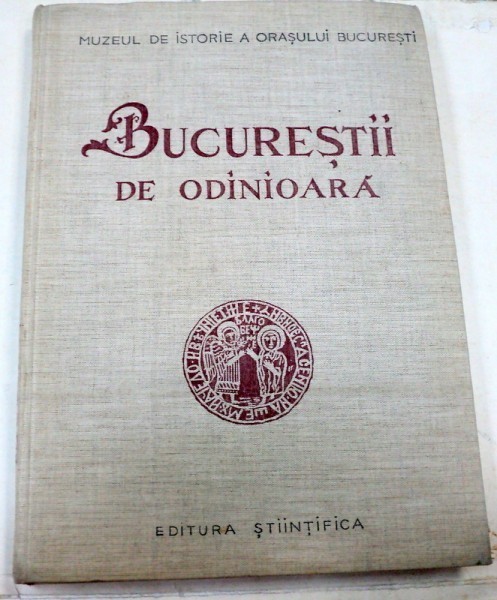 MUZEUL DE ISTORIE A ORAȘULUI BUCUREȘTI
BUCUREȘTII
DE ODINIOARĂ
EDITURA ȘTIINȚIFICA